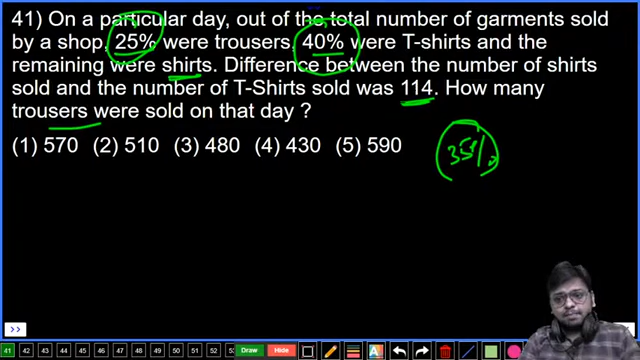 41) On a particular day, out of the total number of garments sold
by a shop, 25% were trousers, 40% were T-shirts and the
remaining were shirts. Difference between the number of shirts
sold and the number of T-Shirts sold was 114. How many
trousers were sold on that day ?
(1) 570 (2) 510 (3) 480 (4) 430 (5) 590
35%
>>
41 42 43 44 45 46 47 48 49 50 51 52 Draw Hide